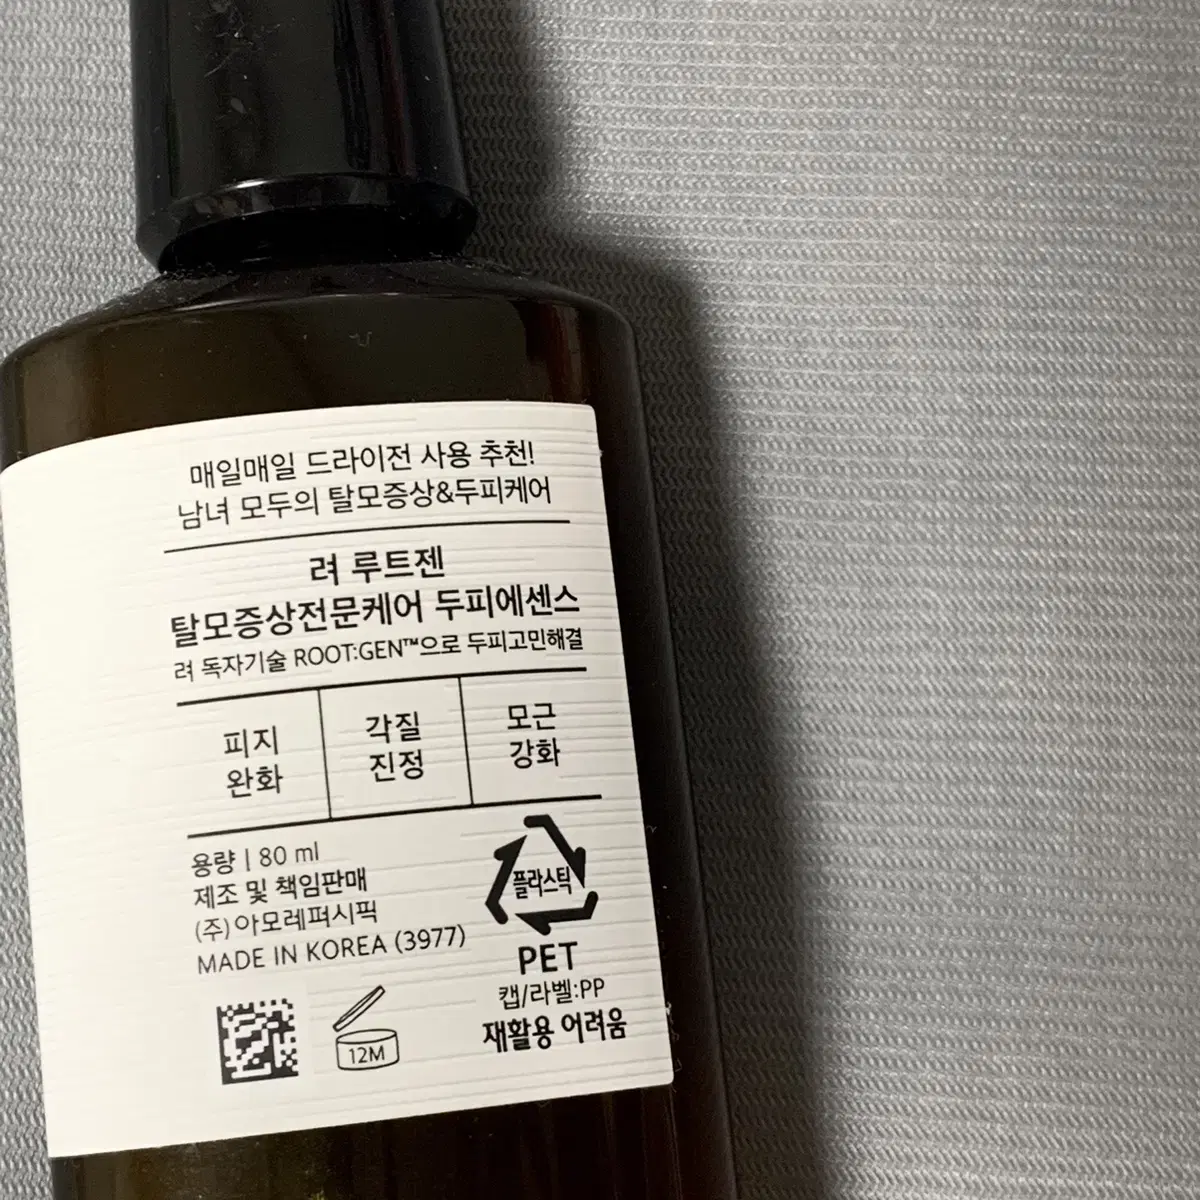 매일매일 드라이전 사용 추천!
남녀 모두의 탈모증상&두피케어
려 루트젠
탈모증상전문케어 두피에센스
려 독자기술 ROOT:GEN™으로 두피고민해결
피지
완화
각질
진정
모근
강화
용량 | 80 ml
제조 및 책임판매
(주)아모레퍼시픽
MADE IN KOREA (3977)
플라스틱
PET
캡/라벨:PP
재활용 어려움
12M